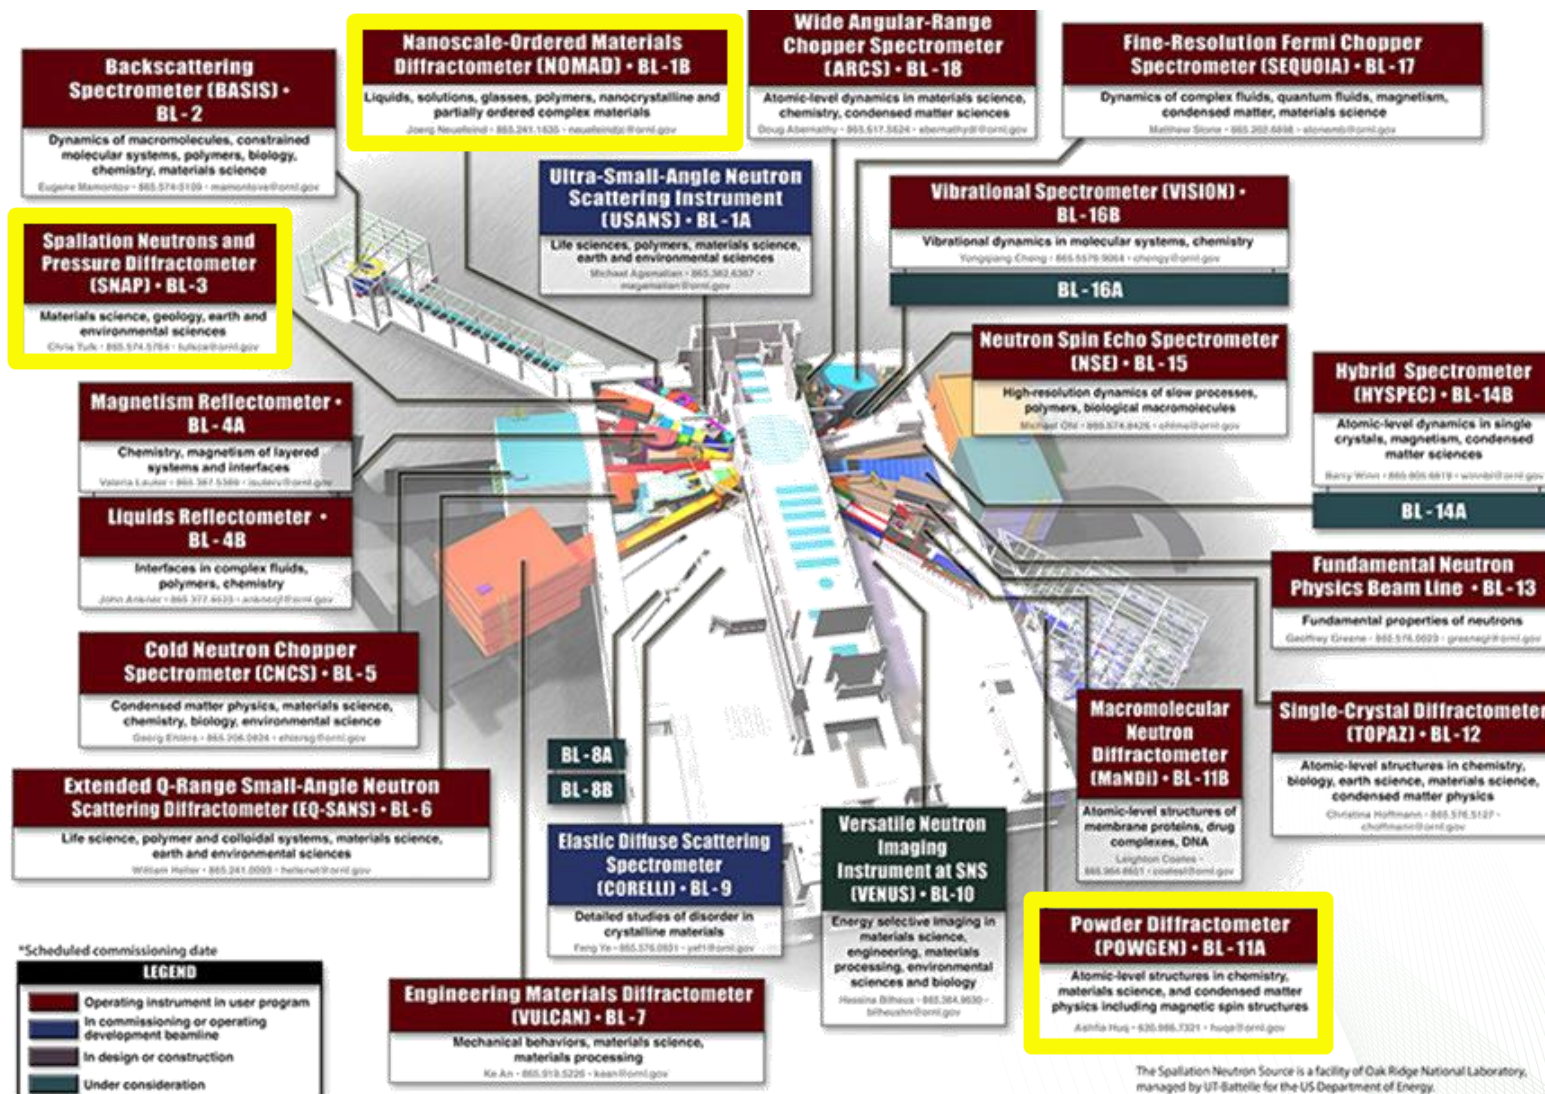 Backscattering
Spectrometer (BASIS) •
BL - 2
Dynamics of macromolecules, constrained
molecular systems, polymers, biology,
chemistry, materials science
Nanoscale-Ordered Materials
Diffractometer (NOMAD) • BL-1B
Liquids, solutions, glasses, polymers, nanocrystalline and
partially ordered complex materials
Wide Angular-Range
Chopper Spectrometer
(ARCS) • BL - 18
Atomic-level dynamics in materials science,
chemistry, condensed matter sciences
Fine-Resolution Fermi Chopper
Spectrometer (SEQUOIA) • BL - 17
Dynamics of complex fluids, quantum fluids, magnetism,
condensed matter, materials science
Ultra-Small-Angle Neutron
Scattering Instrument
(USANS) • BL - 1A
Life sciences, polymers, materials science,
earth and environmental sciences
Vibrational Spectrometer (VISION) •
BL - 16B
Vibrational dynamics in molecular systems, chemistry
BL - 16A
Spallation Neutrons and
Pressure Diffractometer
(SNAP) • BL - 3
Materials science, geology, earth and
environmental sciences
Neutron Spin Echo Spectrometer
(NSE) • BL - 15
High-resolution dynamics of slow processes,
polymers, biological macromolecules
Hybrid Spectrometer
(HYSPEC) • BL - 14B
Atomic-level dynamics in single
crystals, magnetism, condensed
matter sciences
BL - 14A
Magnetism Reflectometer •
BL - 4A
Chemistry, magnetism of layered
systems and interfaces
Liquids Reflectometer •
BL - 4B
Interfaces in complex fluids,
polymers, chemistry
Fundamental Neutron
Physics Beam Line • BL - 13
Fundamental properties of neutrons
Cold Neutron Chopper
Spectrometer (CNCS) • BL - 5
Condensed matter physics, materials science,
chemistry, biology, environmental science
Single-Crystal Diffractometer
(TOPAZ) • BL - 12
Atomic-level structures in chemistry,
biology, earth science, materials science,
condensed matter physics
Macromolecular
Neutron
Diffractometer
(MaNDi) • BL - 11B
Atomic-level structures of
membrane proteins, drug
complexes, DNA
BL - 8A
BL - 8B
Extended Q-Range Small-Angle Neutron
Scattering Diffractometer (EQ-SANS) • BL - 6
Life science, polymer and colloidal systems, materials science,
earth and environmental sciences
Elastic Diffuse Scattering
Spectrometer
(CORELLI) • BL - 9
Detailed studies of disorder in
crystalline materials
Versatile Neutron
Imaging
Instrument at SNS
(VENUS) • BL-10
Energy selective imaging in
materials science,
engineering, materials
processing, environmental
sciences and biology
Powder Diffractometer
(POWGEN) • BL - 11A
Atomic-level structures in chemistry,
materials science, and condensed matter
physics including magnetic spin structures
Engineering Materials Diffractometer
(VULCAN) • BL - 7
Mechanical behaviors, materials science,
materials processing
*Scheduled commissioning date
LEGEND
Operating instrument in user program
In commissioning or operating
development beamline
In design or construction
Under consideration
The Spallation Neutron Source is a facility of Oak Ridge National Laboratory,
managed by UT-Battelle for the US Department of Energy.